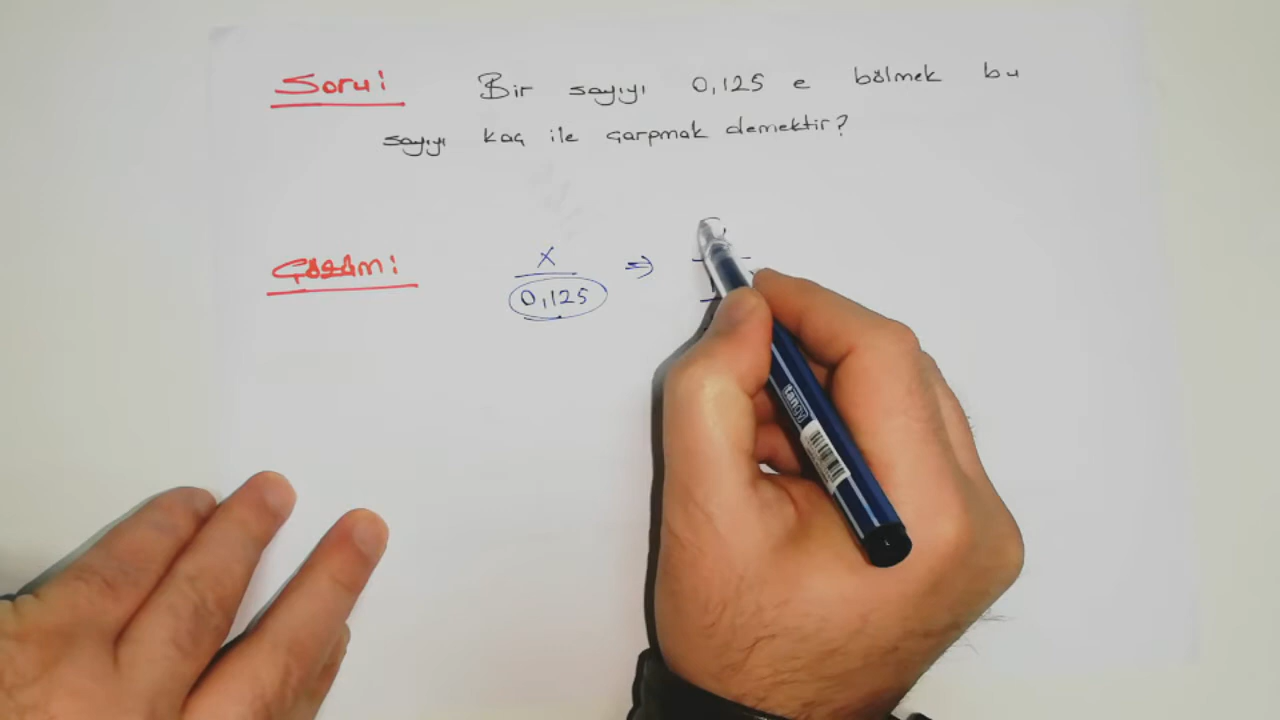 Soru: Bir sayıyı 0,125 e bölmek bu
sayıyı kaç ile çarpmak demektir?
Çözüm:
x
0,125
⇒